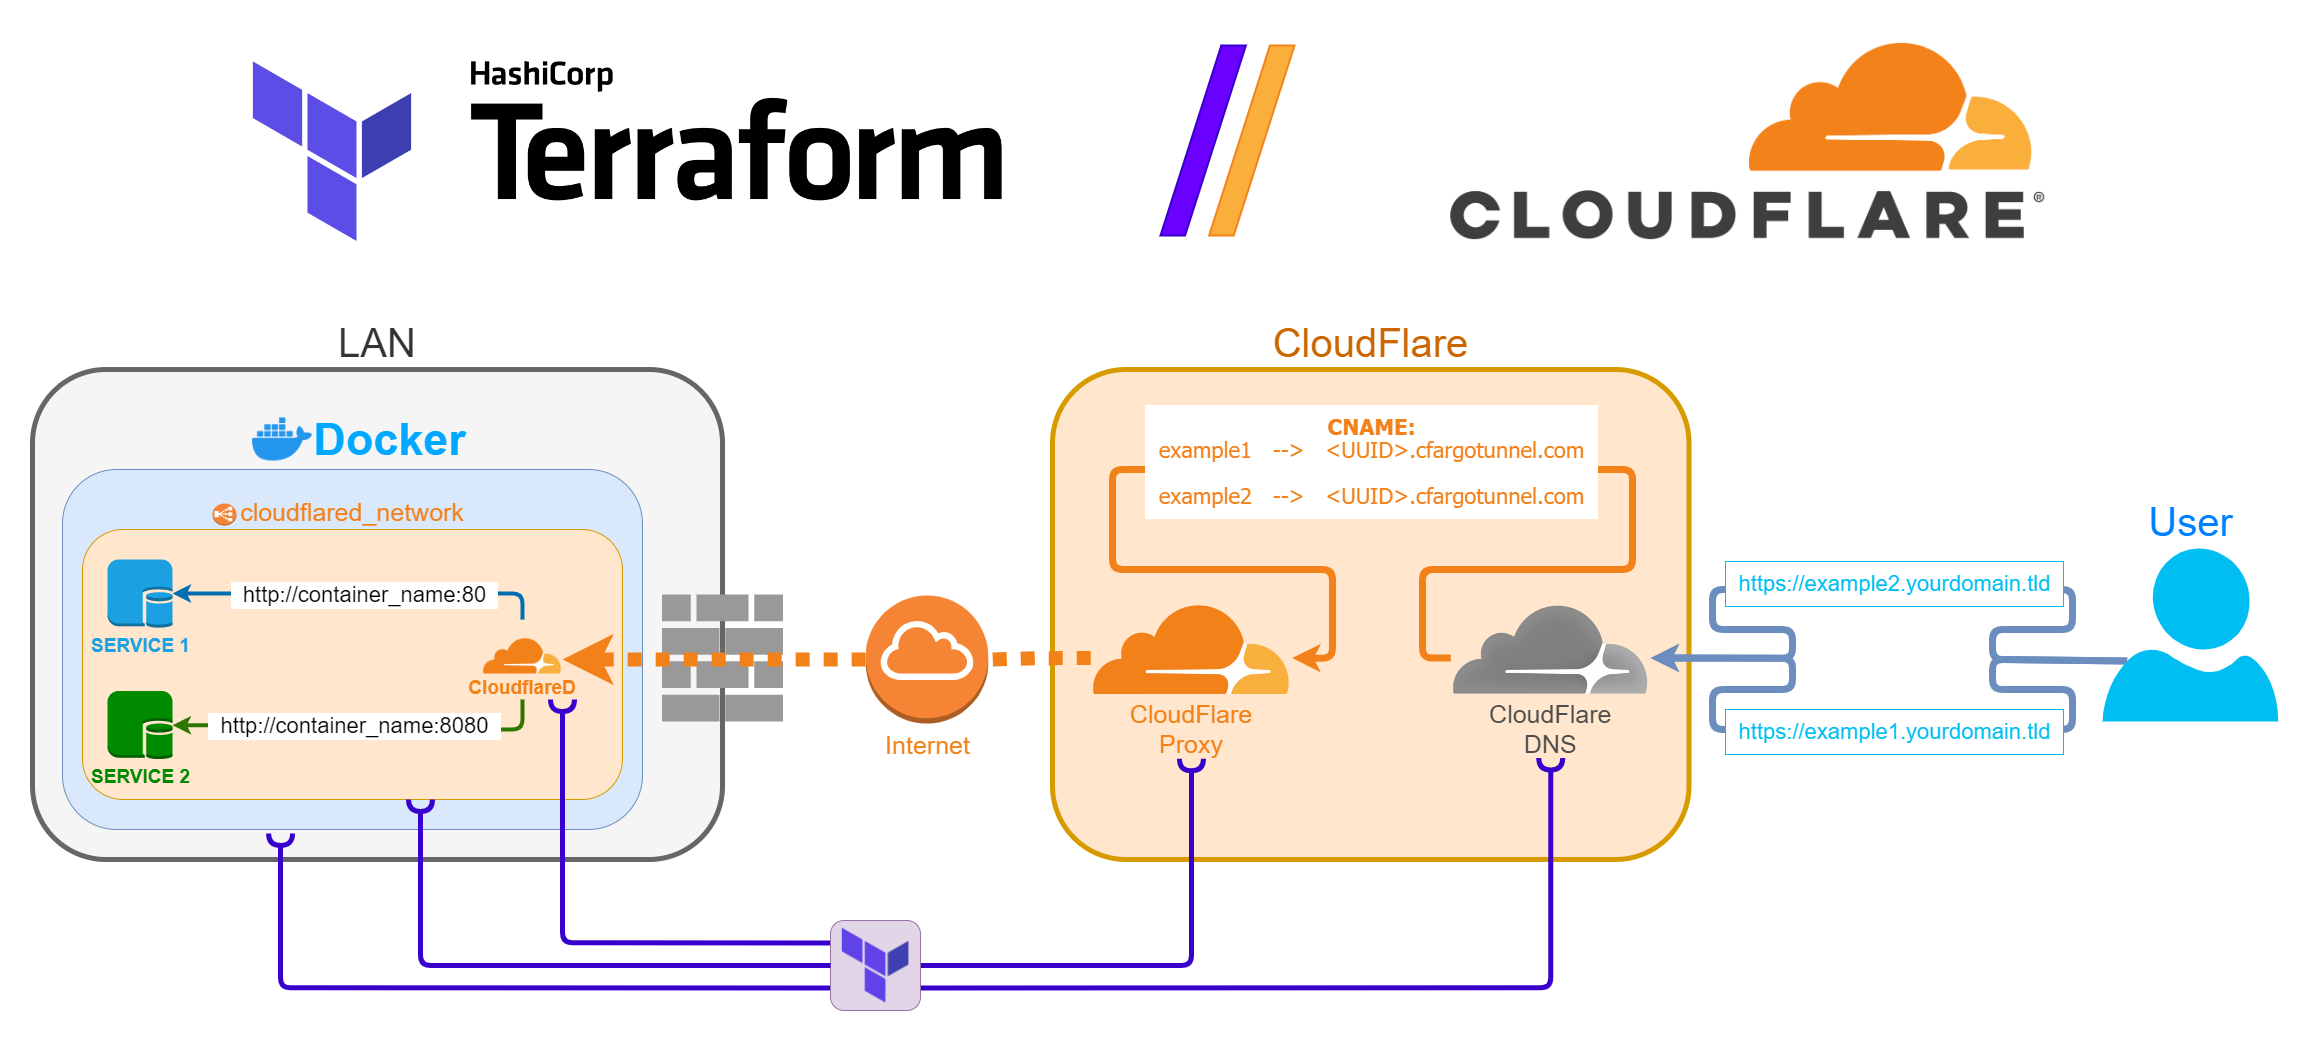 HashiCorp
Terraform
CLOUDFLARE®
LAN
Docker
cloudflared_network
http://container_name:80
SERVICE 1
CloudflareD
http://container_name:8080
SERVICE 2
Internet
CloudFlare
CNAME:
example1 --> <UUID>.cfargotunnel.com
example2 --> <UUID>.cfargotunnel.com
CloudFlare
Proxy
CloudFlare
DNS
User
https://example2.yourdomain.tld
https://example1.yourdomain.tld